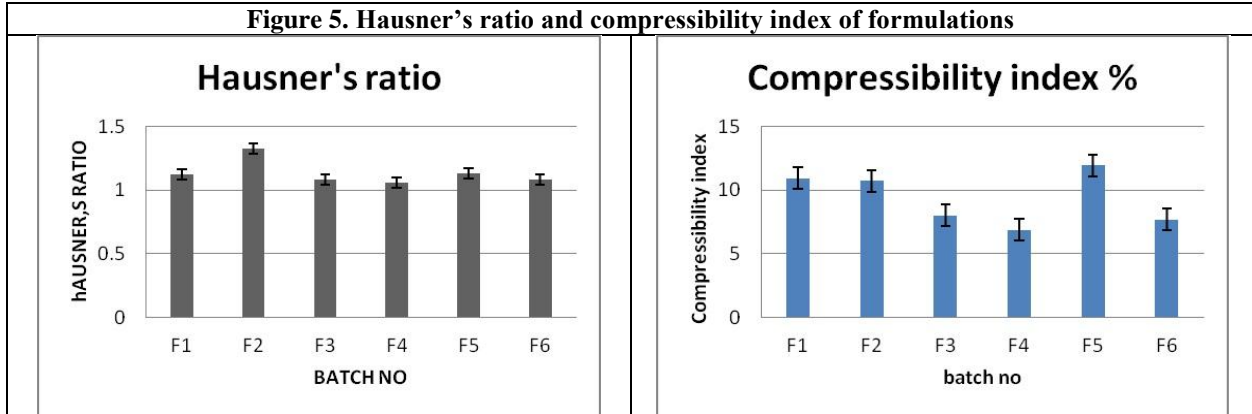 Figure 5. Hausner’s ratio and compressibility index of formulations
Hausner's ratio
hAUSNER,S RATIO
1.5
1
0.5
0
F1 F2 F3 F4 F5 F6
BATCH NO
Compressibility index %
Compressibility index
15
10
5
0
F1 F2 F3 F4 F5 F6
batch no